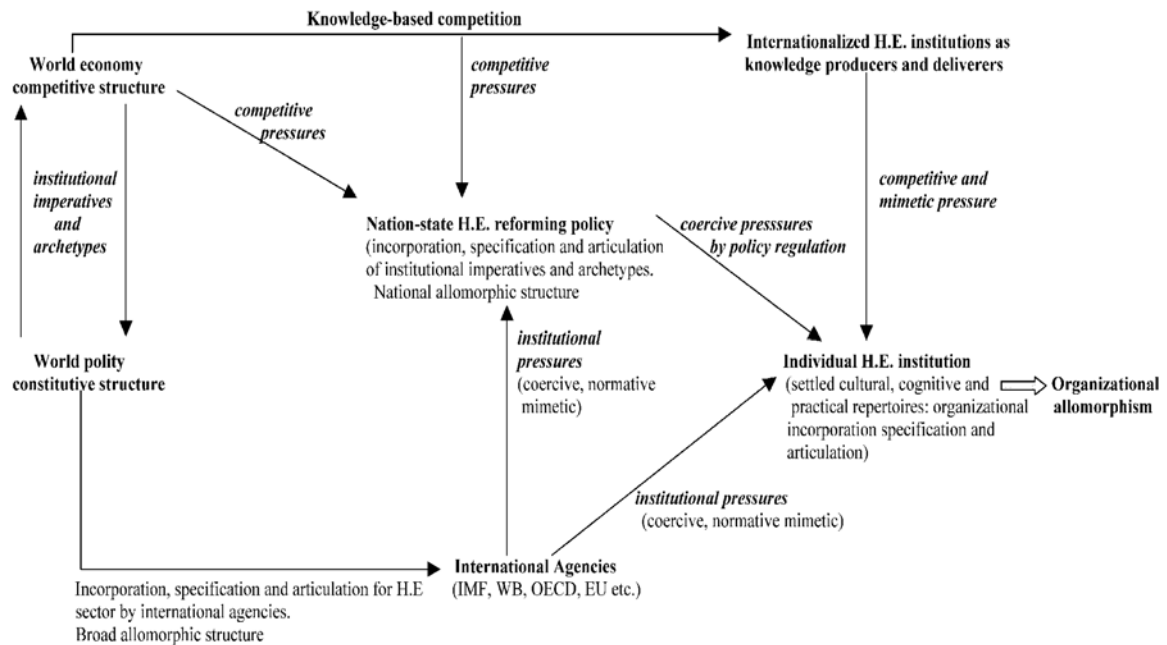 Knowledge-based competition
World economy
competitive structure
Internationalized H.E. institutions as
knowledge producers and deliverers
competitive
pressures
competitive
pressures
institutional
imperatives
and
archetypes
competitive and
mimetic pressure
Nation-state H.E. reforming policy
(incorporation, specification and articulation
of institutional imperatives and archetypes.
National allomorphic structure
coercive presssures
by policy regulation
World polity
constitutive structure
institutional
pressures
(coercive, normative
mimetic)
Individual H.E. institution
(settled cultural, cognitive and
practical repertoires: organizational
incorporation specification and
articulation)
Organizational
allomorphism
institutional pressures
(coercive, normative mimetic)
International Agencies
(IMF, WB, OECD, EU etc.)
Incorporation, specification and articulation for H.E
sector by international agencies.
Broad allomorphic structure